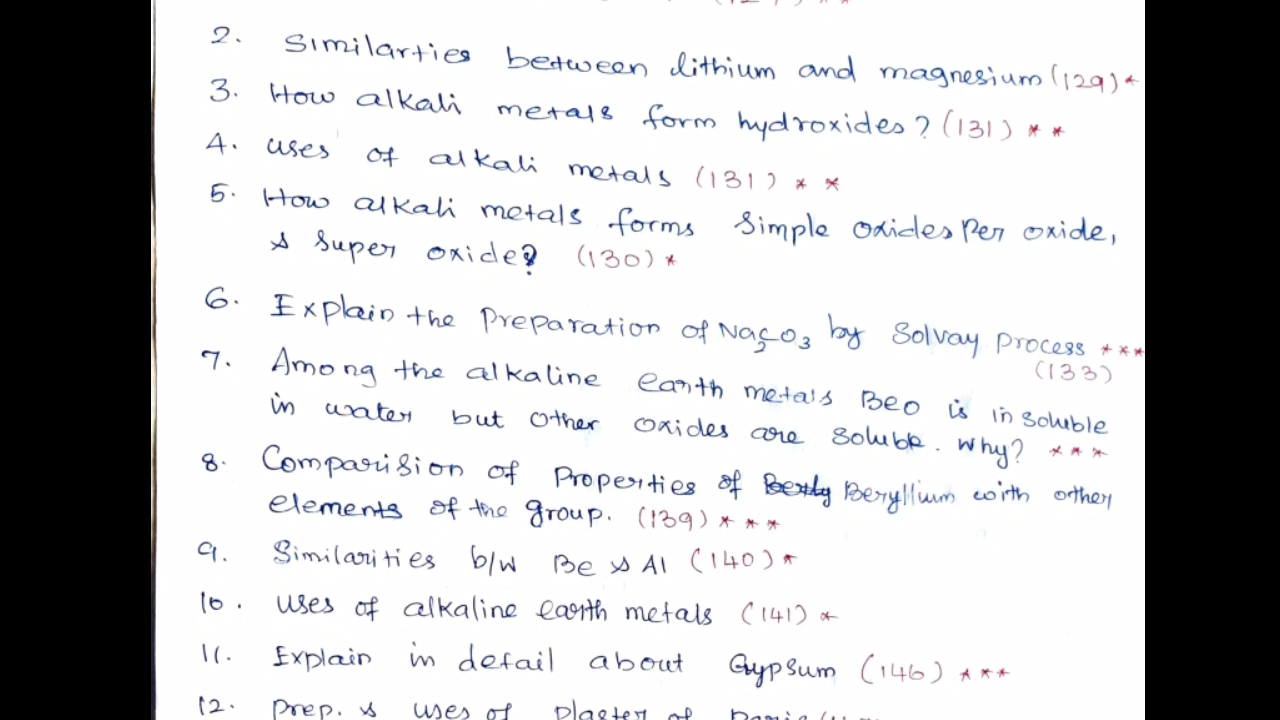 2. Similarties between lithium and magnesium (129) *
3. How alkali metals form hydroxides? (131) * *
4. uses of alkali metals (131) * *
5. How alkali metals forms simple oxides Per oxide,
& super oxide? (130) *
6. Explain the preparation of Na2CO3 by Solvay process ***
(133)
7. Among the alkaline earth metals BeO is insoluble
in water but other oxides are soluble. Why? ***
8. Comparision of Properties of Beryllium with other
elements of the group. (139) ***
9. Similarities b/w Be & Al (140) *
10. uses of alkaline earth metals (141) *
11. Explain in detail about Gypsum (146) ***
12. Prep. & uses of plaster of